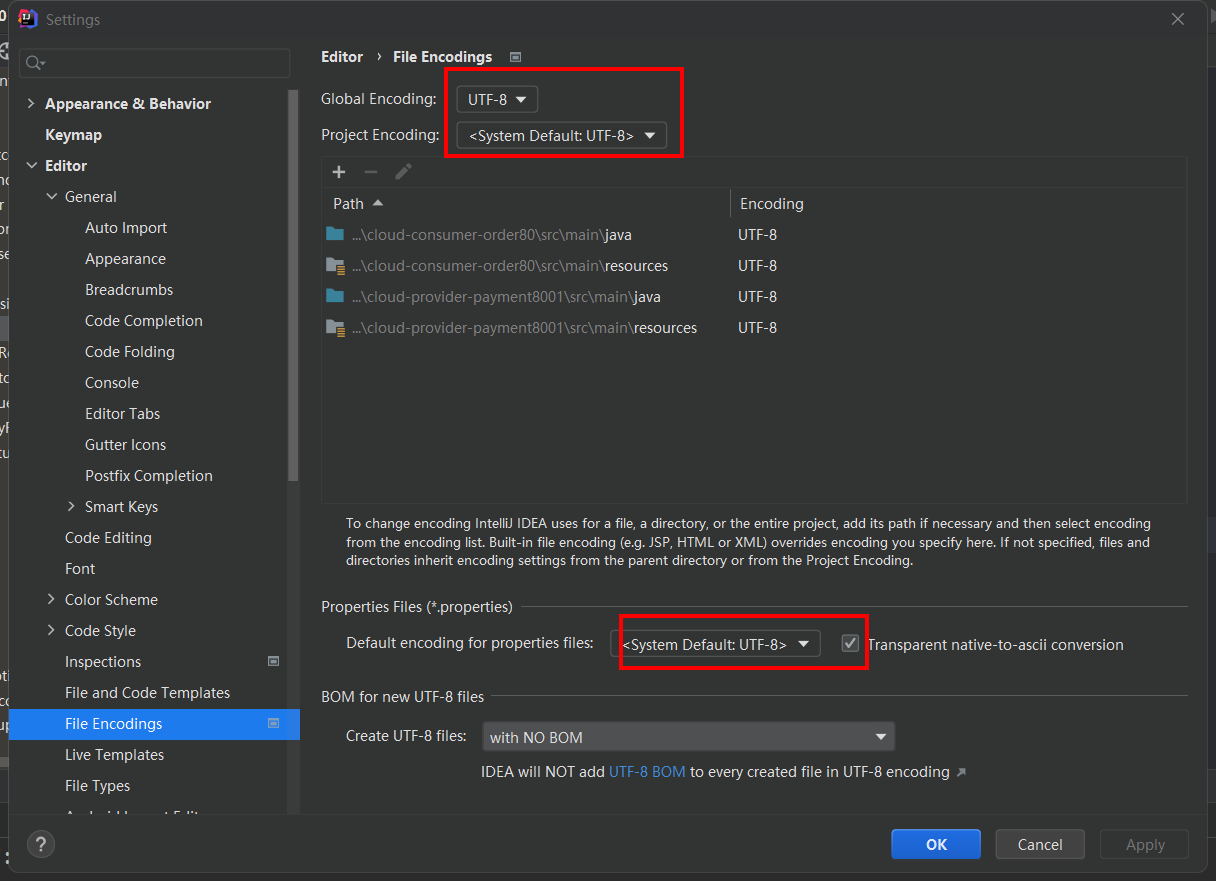 Settings
Editor › File Encodings
Appearance & Behavior
Keymap
Editor
General
Auto Import
Appearance
Breadcrumbs
Code Completion
Code Folding
Console
Editor Tabs
Gutter Icons
Postfix Completion
Smart Keys
Code Editing
Font
Color Scheme
Code Style
Inspections
File and Code Templates
File Encodings
Live Templates
File Types
Global Encoding: UTF-8
Project Encoding: <System Default: UTF-8>
Path Encoding
...\cloud-consumer-order80\src\main\java UTF-8
...\cloud-consumer-order80\src\main\resources UTF-8
...\cloud-provider-payment8001\src\main\java UTF-8
...\cloud-provider-payment8001\src\main\resources UTF-8
To change encoding IntelliJ IDEA uses for a file, a directory, or the entire project, add its path if necessary and then select encoding
from the encoding list. Built-in file encoding (e.g. JSP, HTML or XML) overrides encoding you specify here. If not specified, files and
directories inherit encoding settings from the parent directory or from the Project Encoding.
Properties Files (*.properties)
Default encoding for properties files: <System Default: UTF-8> Transparent native-to-ascii conversion
BOM for new UTF-8 files
Create UTF-8 files: with NO BOM
IDEA will NOT add UTF-8 BOM to every created file in UTF-8 encoding
?
OK
Cancel
Apply